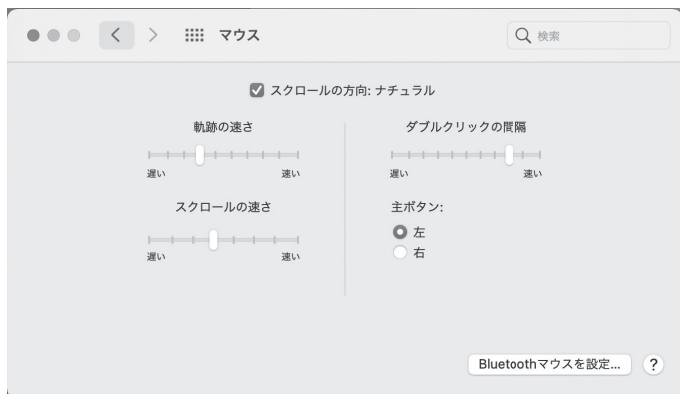 マウス
検索
スクロールの方向: ナチュラル
軌跡の速さ
遅い 速い
スクロールの速さ
遅い 速い
ダブルクリックの間隔
遅い 速い
主ボタン:
左
右
Bluetoothマウスを設定...
?